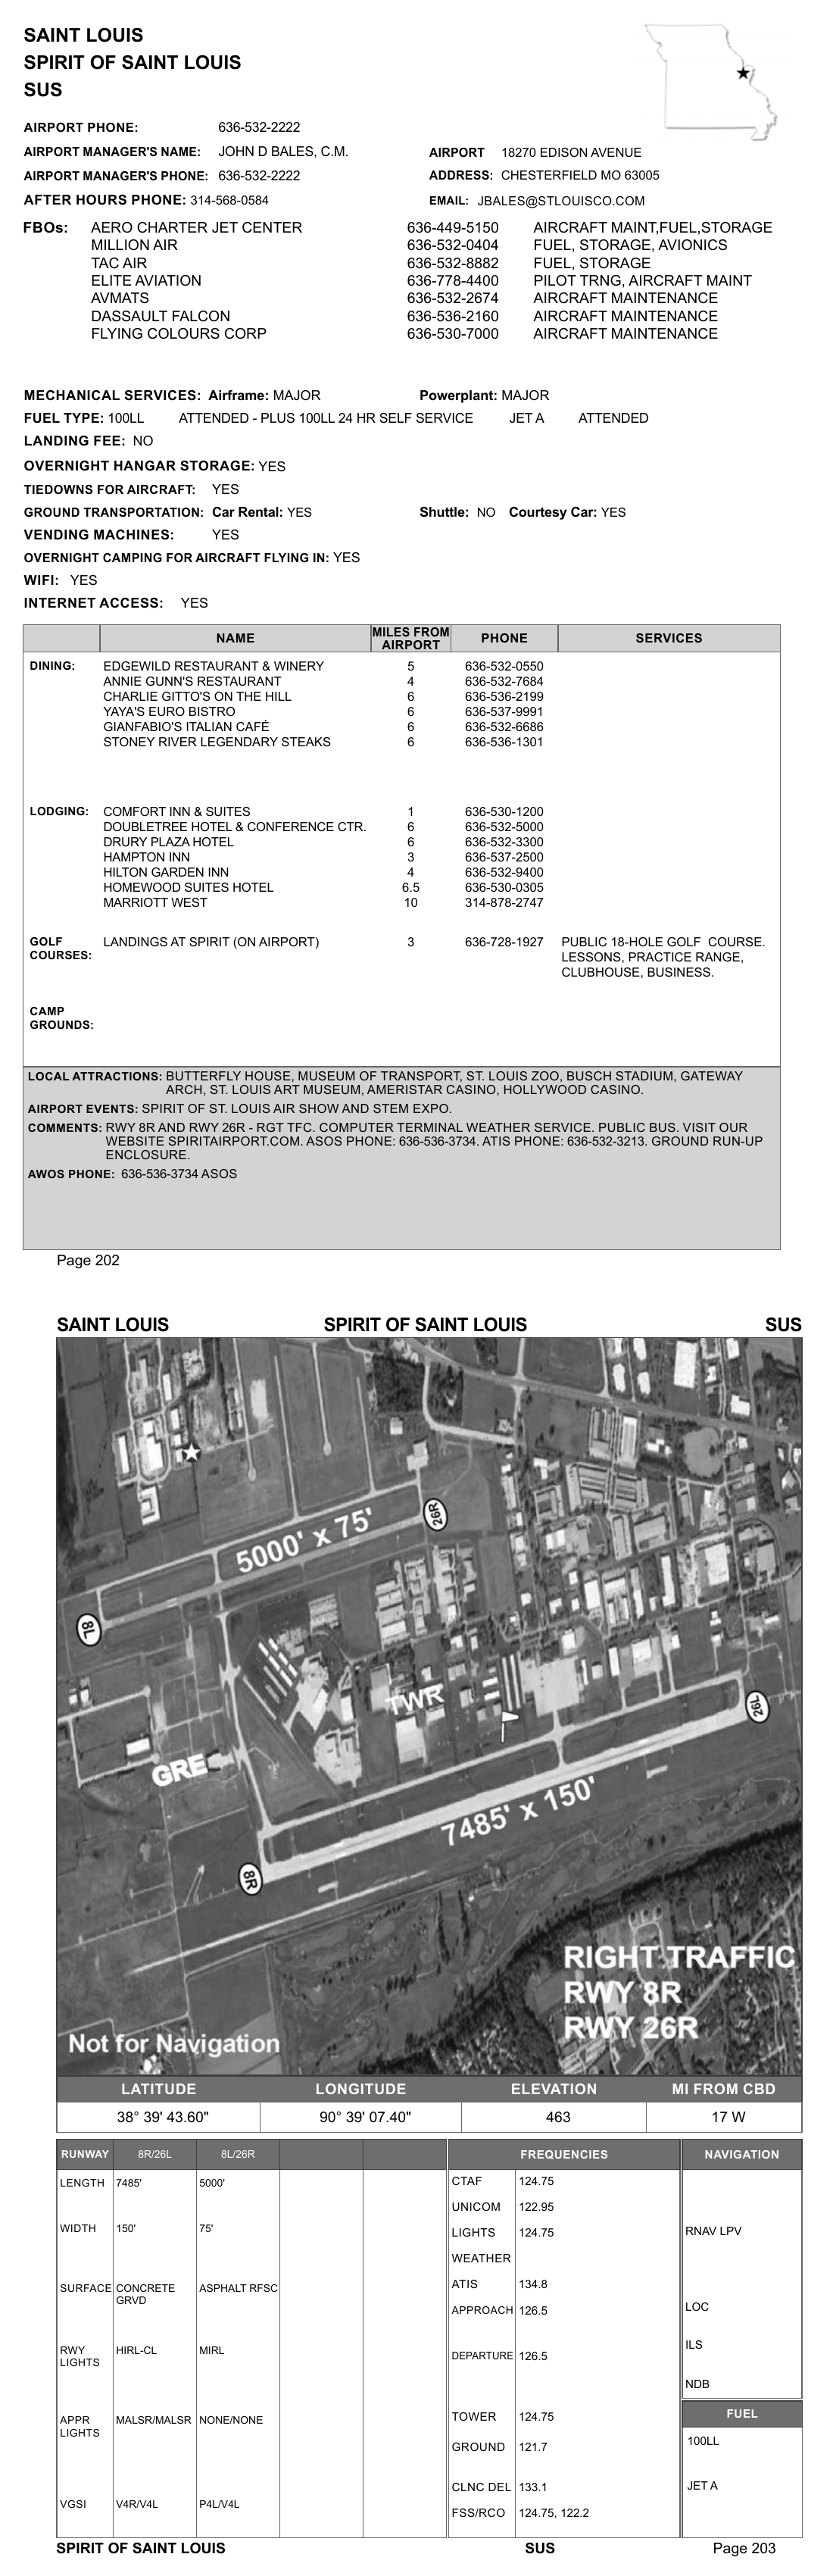 SAINT LOUIS
SPIRIT OF SAINT LOUIS
SUS
AIRPORT PHONE: 636-532-2222
AIRPORT MANAGER'S NAME: JOHN D BALES, C.M. AIRPORT 18270 EDISON AVENUE
AIRPORT MANAGER'S PHONE: 636-532-2222 ADDRESS: CHESTERFIELD MO 63005
AFTER HOURS PHONE: 314-568-0584 EMAIL: JBALES@STLOUISCO.COM
FBOs: AERO CHARTER JET CENTER 636-449-5150 AIRCRAFT MAINT,FUEL,STORAGE
MILLION AIR 636-532-0404 FUEL, STORAGE, AVIONICS
TAC AIR 636-532-8882 FUEL, STORAGE
ELITE AVIATION 636-778-4400 PILOT TRNG, AIRCRAFT MAINT
AVMATS 636-532-2674 AIRCRAFT MAINTENANCE
DASSAULT FALCON 636-536-2160 AIRCRAFT MAINTENANCE
FLYING COLOURS CORP 636-530-7000 AIRCRAFT MAINTENANCE
MECHANICAL SERVICES: Airframe: MAJOR Powerplant: MAJOR
FUEL TYPE: 100LL ATTENDED - PLUS 100LL 24 HR SELF SERVICE JET A ATTENDED
LANDING FEE: NO
OVERNIGHT HANGAR STORAGE: YES
TIEDOWNS FOR AIRCRAFT: YES
GROUND TRANSPORTATION: Car Rental: YES Shuttle: NO Courtesy Car: YES
VENDING MACHINES: YES
OVERNIGHT CAMPING FOR AIRCRAFT FLYING IN: YES
WIFI: YES
INTERNET ACCESS: YES
NAME MILES FROM AIRPORT PHONE SERVICES
DINING: EDGEWILD RESTAURANT & WINERY 5 636-532-0550
ANNIE GUNN'S RESTAURANT 4 636-532-7684
CHARLIE GITTO'S ON THE HILL 6 636-536-2199
YAYA'S EURO BISTRO 6 636-537-9991
GIANFABIO'S ITALIAN CAFÉ 6 636-532-6686
STONEY RIVER LEGENDARY STEAKS 6 636-536-1301
LODGING: COMFORT INN & SUITES 1 636-530-1200
DOUBLETREE HOTEL & CONFERENCE CTR. 6 636-532-5000
DRURY PLAZA HOTEL 6 636-532-3300
HAMPTON INN 3 636-537-2500
HILTON GARDEN INN 4 636-532-9400
HOMEWOOD SUITES HOTEL 6.5 636-530-0305
MARRIOTT WEST 10 314-878-2747
GOLF COURSES: LANDINGS AT SPIRIT (ON AIRPORT) 3 636-728-1927 PUBLIC 18-HOLE GOLF COURSE.
LESSONS, PRACTICE RANGE,
CLUBHOUSE, BUSINESS.
CAMP
GROUNDS:
LOCAL ATTRACTIONS: BUTTERFLY HOUSE, MUSEUM OF TRANSPORT, ST. LOUIS ZOO, BUSCH STADIUM, GATEWAY
ARCH, ST. LOUIS ART MUSEUM, AMERISTAR CASINO, HOLLYWOOD CASINO.
AIRPORT EVENTS: SPIRIT OF ST. LOUIS AIR SHOW AND STEM EXPO.
COMMENTS: RWY 8R AND RWY 26R - RGT TFC. COMPUTER TERMINAL WEATHER SERVICE. PUBLIC BUS. VISIT OUR
WEBSITE SPIRITAIRPORT.COM. ASOS PHONE: 636-536-3734. ATIS PHONE: 636-532-3213. GROUND RUN-UP
ENCLOSURE.
AWOS PHONE: 636-536-3734 ASOS
Page 202
SAINT LOUIS SPIRIT OF SAINT LOUIS SUS
26R
5000' x 75'
8L
TWR
26L
GRE
7485' x 150'
8R
RIGHT TRAFFIC
RWY 8R
RWY 26R
Not for Navigation
LATITUDE LONGITUDE ELEVATION MI FROM CBD
38° 39' 43.60" 90° 39' 07.40" 463 17 W
RUNWAY 8R/26L 8L/26R
LENGTH 7485' 5000'
WIDTH 150' 75'
SURFACE CONCRETE GRVD ASPHALT RFSC
RWY LIGHTS HIRL-CL MIRL
APPR LIGHTS MALSR/MALSR NONE/NONE
VGSI V4R/V4L P4L/V4L
FREQUENCIES
CTAF 124.75
UNICOM 122.95
LIGHTS 124.75
WEATHER
ATIS 134.8
APPROACH 126.5
DEPARTURE 126.5
TOWER 124.75
GROUND 121.7
CLNC DEL 133.1
FSS/RCO 124.75, 122.2
NAVIGATION
RNAV LPV
LOC
ILS
NDB
FUEL
100LL
JET A
SPIRIT OF SAINT LOUIS SUS Page 203